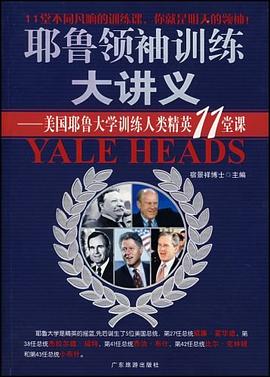 11堂不同凡响的训练课，你就是明天的领袖！
耶鲁领袖训练
大讲义
——美国耶鲁大学训练人类精英11堂课
YALE HEADS
宿景祥博士◎主编
耶鲁大学是精英的摇篮，先后诞生了5位美国总统，第27任总统威廉·霍华德，第
38任总统杰拉尔德·福特，第41任总统乔治·布什，第42任总统比尔·克林顿
和第43任总统小布什。
广东旅游出版社